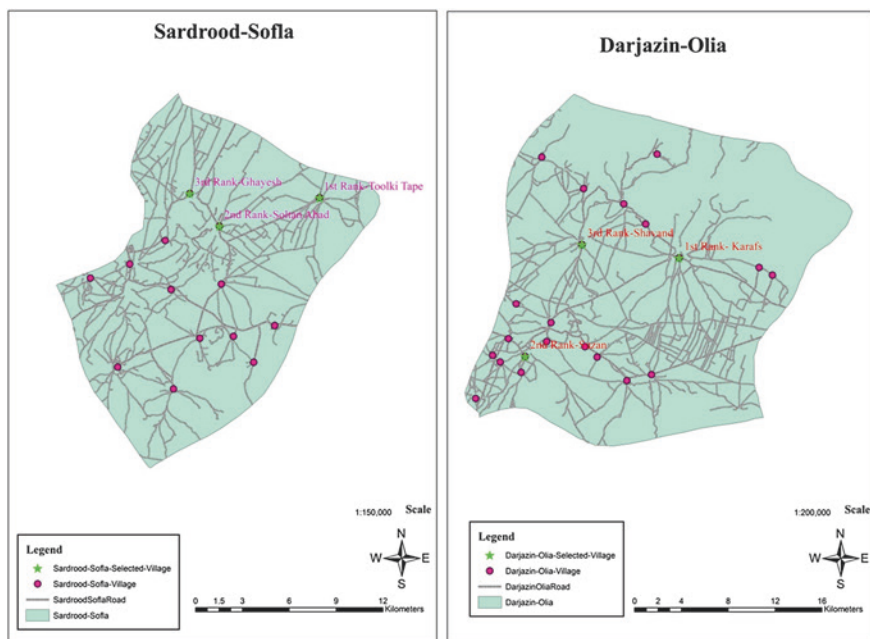 Sardrood-Sofla
3rd Rank-Ghayesh
1st Rank-Toolki Tape
2nd Rank-Soltan Abad
1:150,000 Scale
Legend
Sardrood-Sofla-Selected-Village
Sardrood-Sofla-Village
SardroodSoflaRoad
Sardrood-Sofla
N
W E
S
0 1.5 3 6 9 12
Kilometers
Darjazin-Olia
3rd Rank-Shavand
1st Rank- Karafs
2nd Rank-
1:200,000 Scale
Legend
Darjazin-Olia-Selected-Village
Darjazin-Olia-Village
DarjazinOliaRoad
Darjazin-Olia
N
W E
S
0 2 4 8 12 16
Kilometers